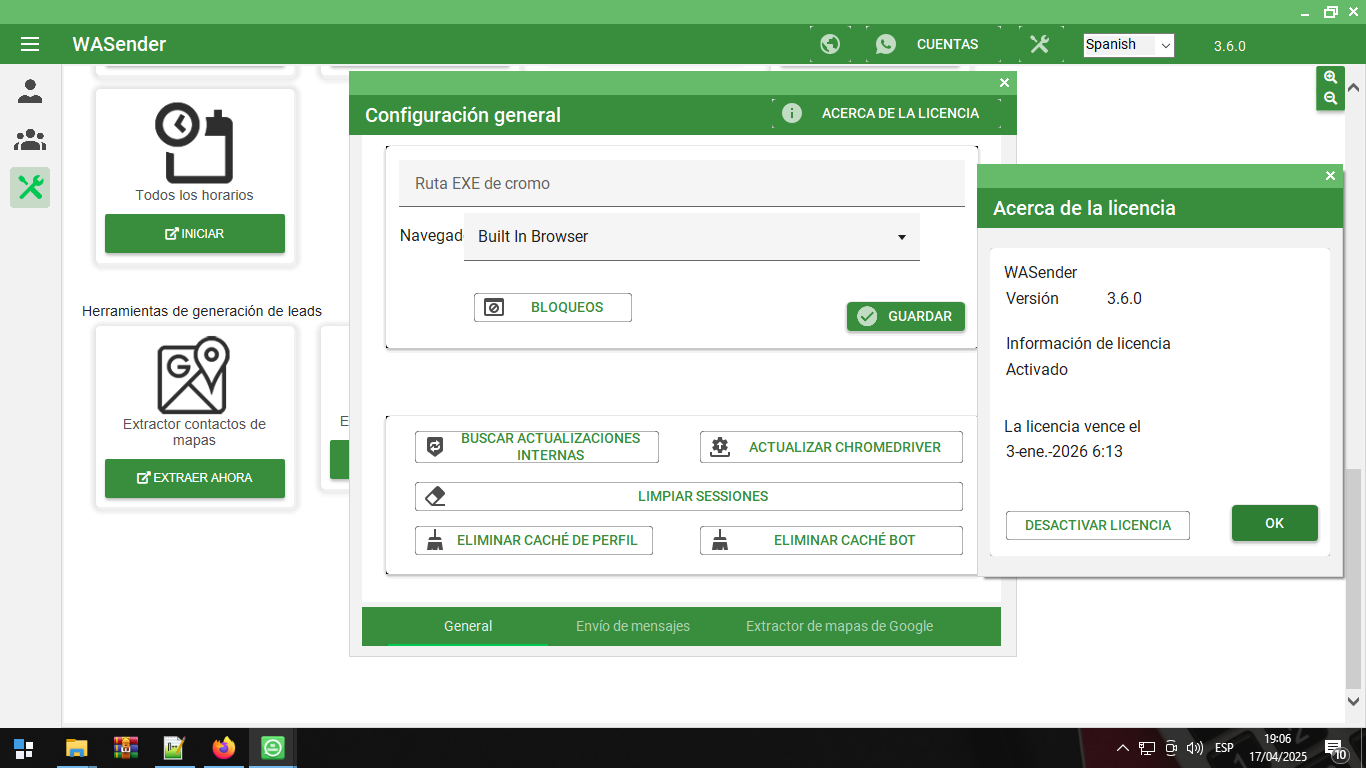 WASender
CUENTAS
Spanish
3.6.0
Todos los horarios
INICIAR
Herramientas de generación de leads
G
Extractor contactos de
mapas
EXTRAER AHORA
E
Configuración general
ACERCA DE LA LICENCIA
Ruta EXE de cromo
Navegad
Built In Browser
BLOQUEOS
GUARDAR
BUSCAR ACTUALIZACIONES
INTERNAS
ACTUALIZAR CHROMEDRIVER
LIMPIAR SESSIONES
ELIMINAR CACHÉ DE PERFIL
ELIMINAR CACHÉ BOT
General
Envío de mensajes
Extractor de mapas de Google
Acerca de la licencia
WASender
Versión 3.6.0
Información de licencia
Activado
La licencia vence el
3-ene.-2026 6:13
DESACTIVAR LICENCIA
OK
ESP
19:06
17/04/2025
10